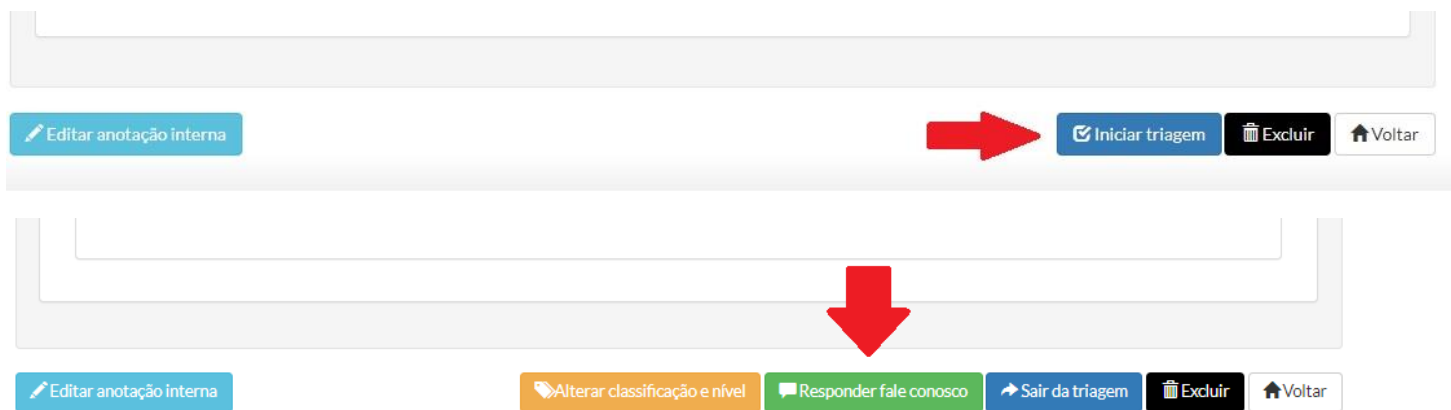 Editar anotação interna Iniciar triagem Excluir Voltar
Editar anotação interna Alterar classificação e nível Responder fale conosco Sair da triagem Excluir Voltar